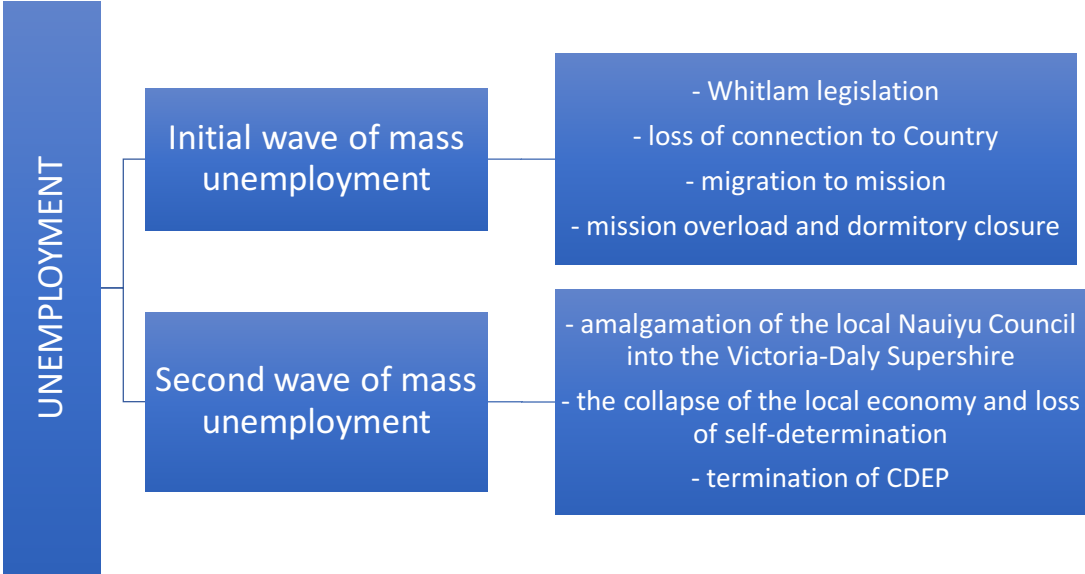 UNEMPLOYMENT
Initial wave of mass
unemployment
- Whitlam legislation
- loss of connection to Country
- migration to mission
- mission overload and dormitory closure
Second wave of mass
unemployment
- amalgamation of the local Nauiyu Council
into the Victoria-Daly Supershire
- the collapse of the local economy and loss
of self-determination
- termination of CDEP